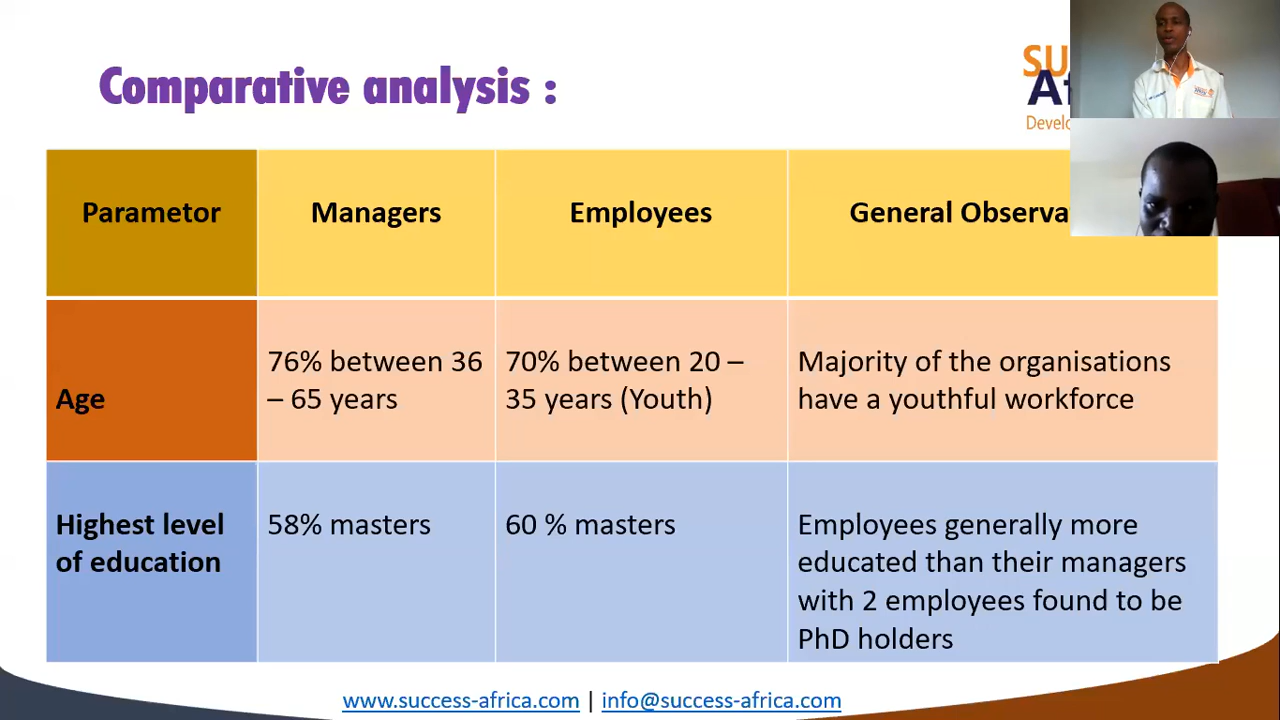 Comparative analysis :
Parametor
Managers
Employees
General
Age
76% between 36
– 65 years
70% between 20 –
35 years (Youth)
Majority of the organisations
have a youthful workforce
Highest level
of education
58% masters
60 % masters
Employees generally more
educated than their managers
with 2 employees found to be
PhD holders
www.success-africa.com | info@success-africa.com